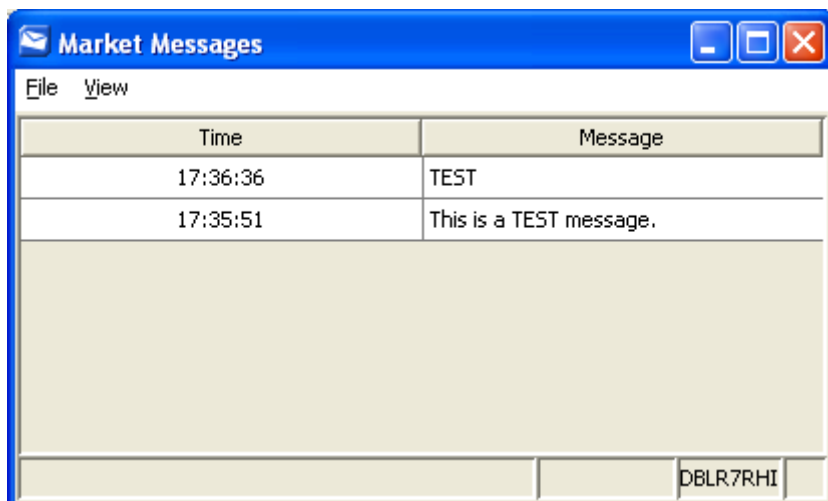 Market Messages
File View
Time Message
17:36:36 TEST
17:35:51 This is a TEST message.
DBLR7RHI